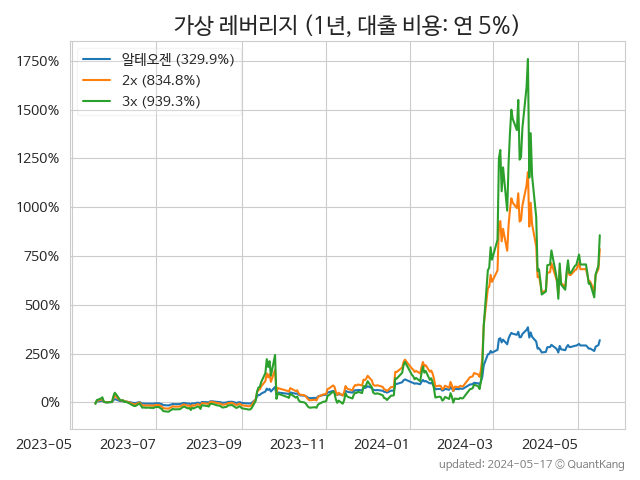 가상 레버리지 (1년, 대출 비용: 연 5%)
알테오젠 (329.9%)
2x (834.8%)
3x (939.3%)
1750%
1500%
1250%
1000%
750%
500%
250%
0%
2023-05 2023-07 2023-09 2023-11 2024-01 2024-03 2024-05
updated: 2024-05-17 © QuantKang